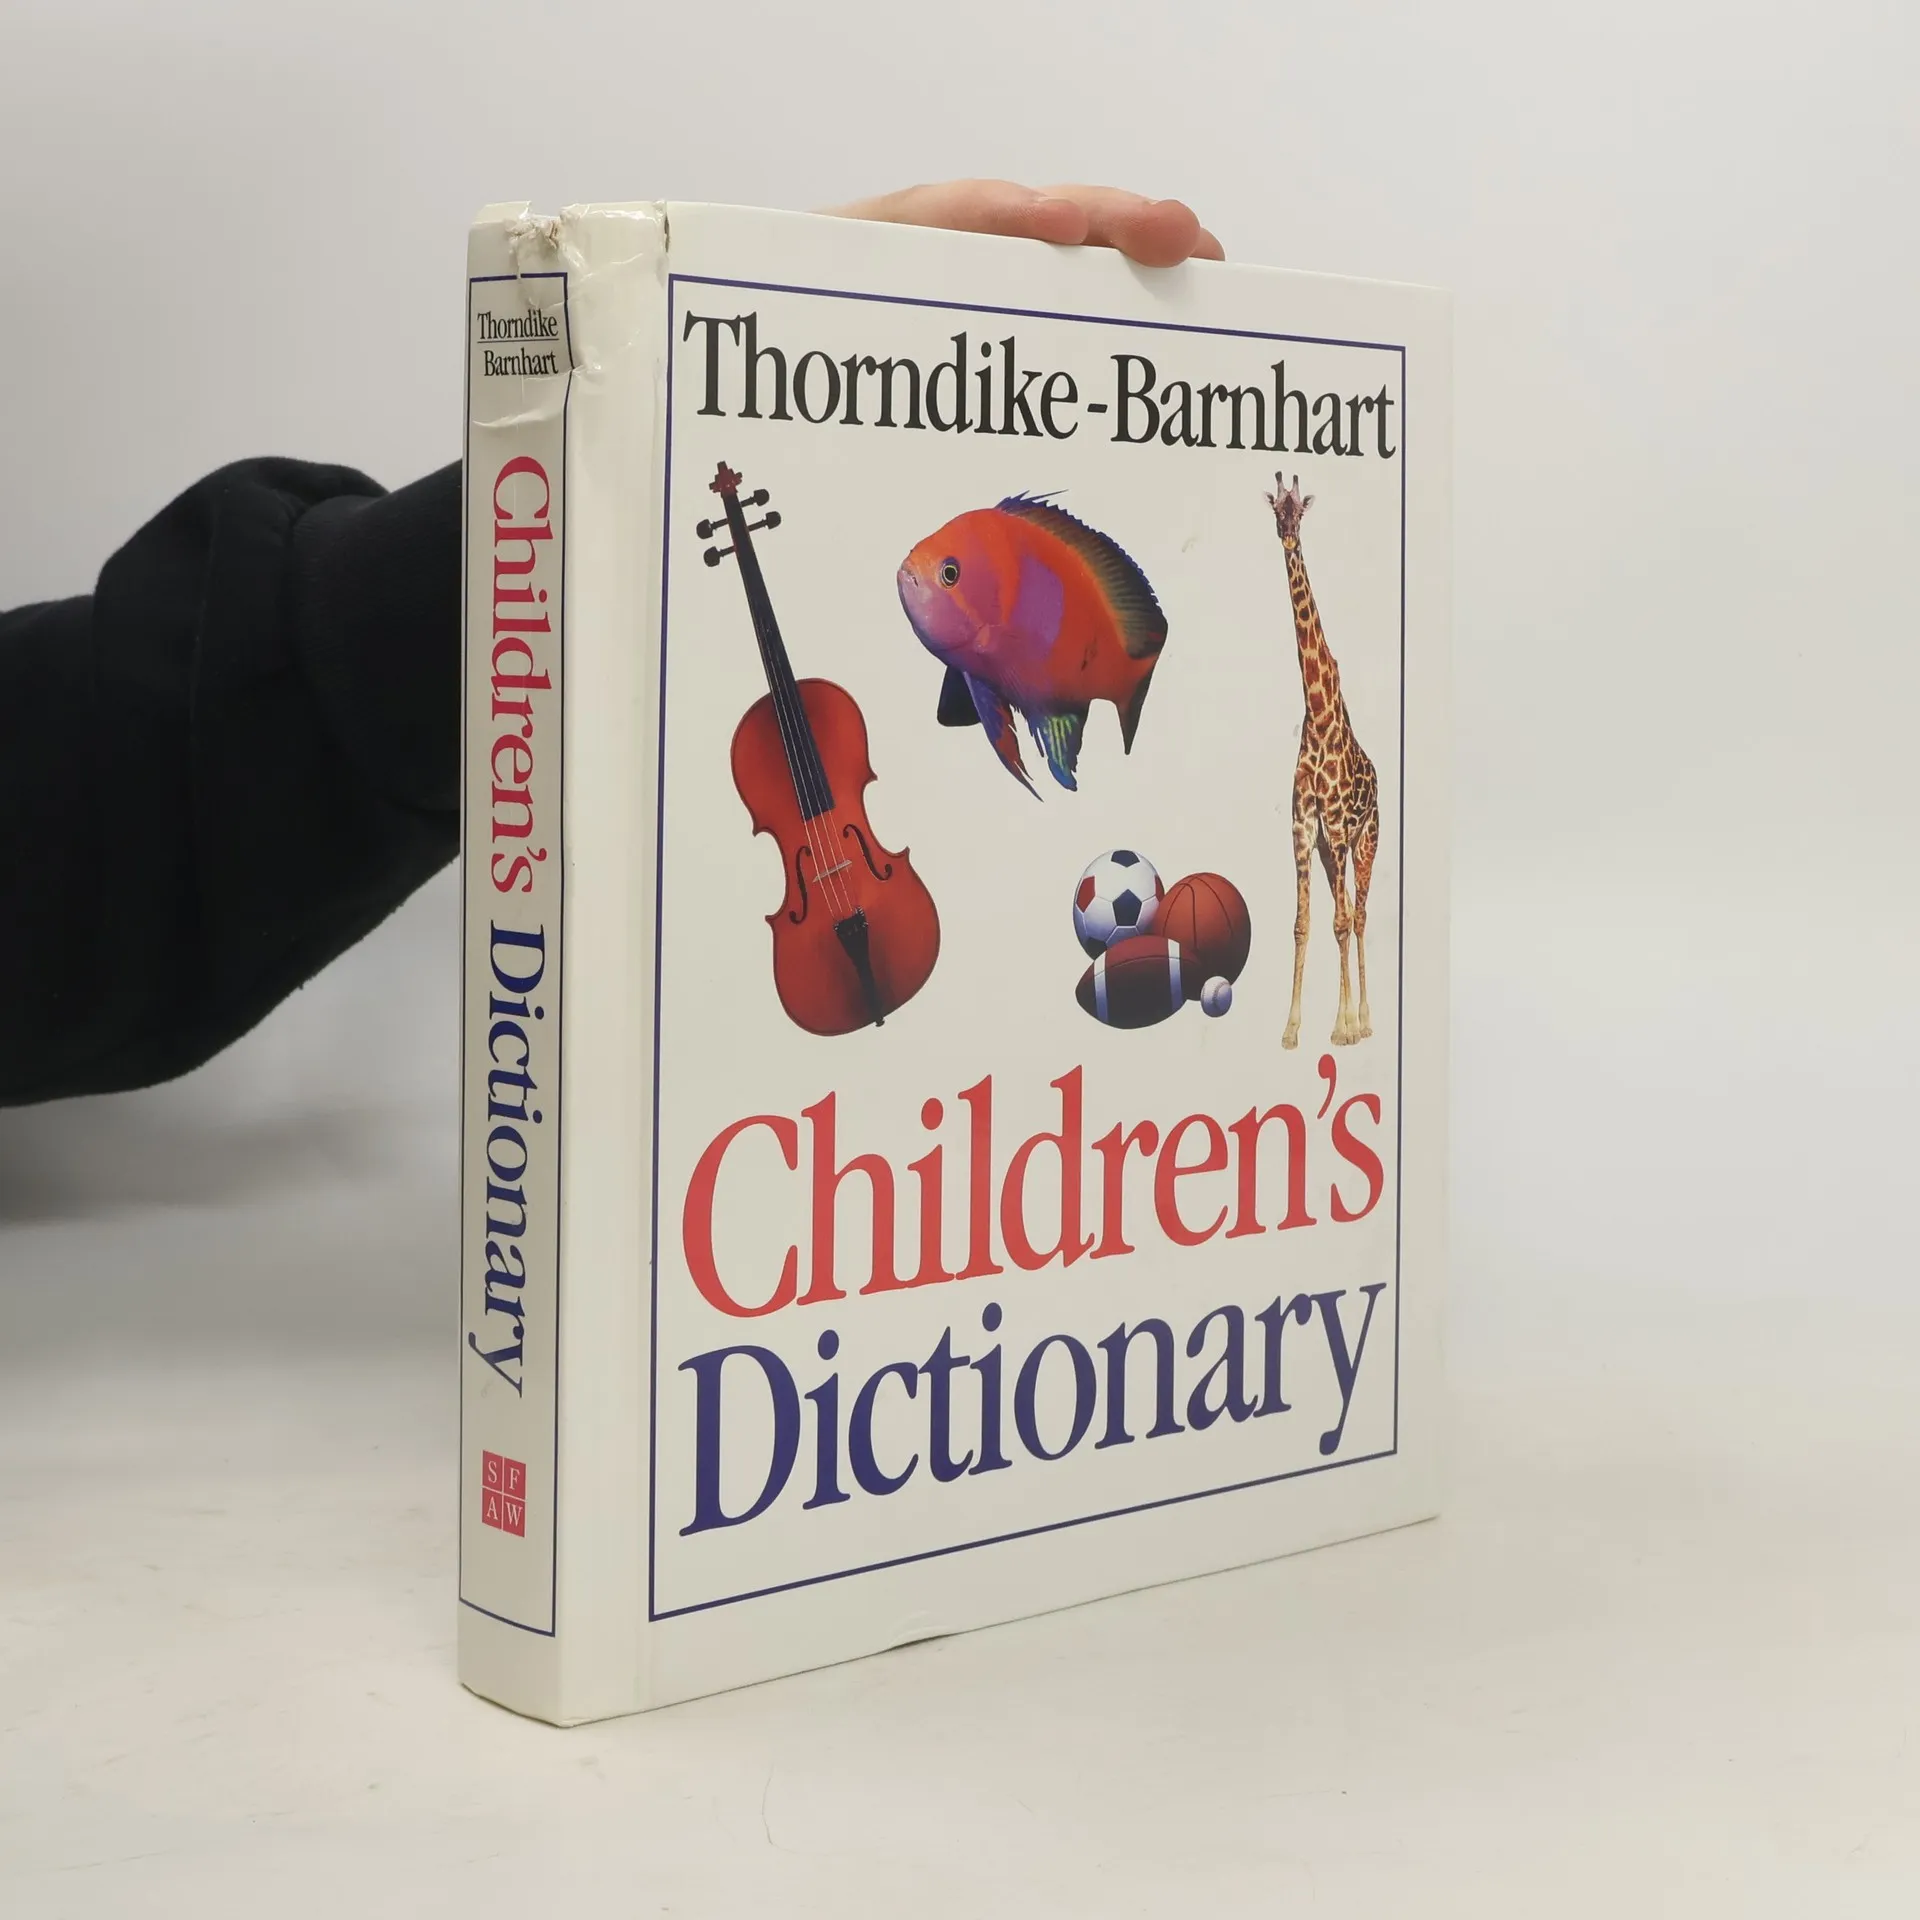 Thorndike
Barnhart
Children's Dictionary
S F
A W
Thorndike-Barnhart
Children's
Dictionary